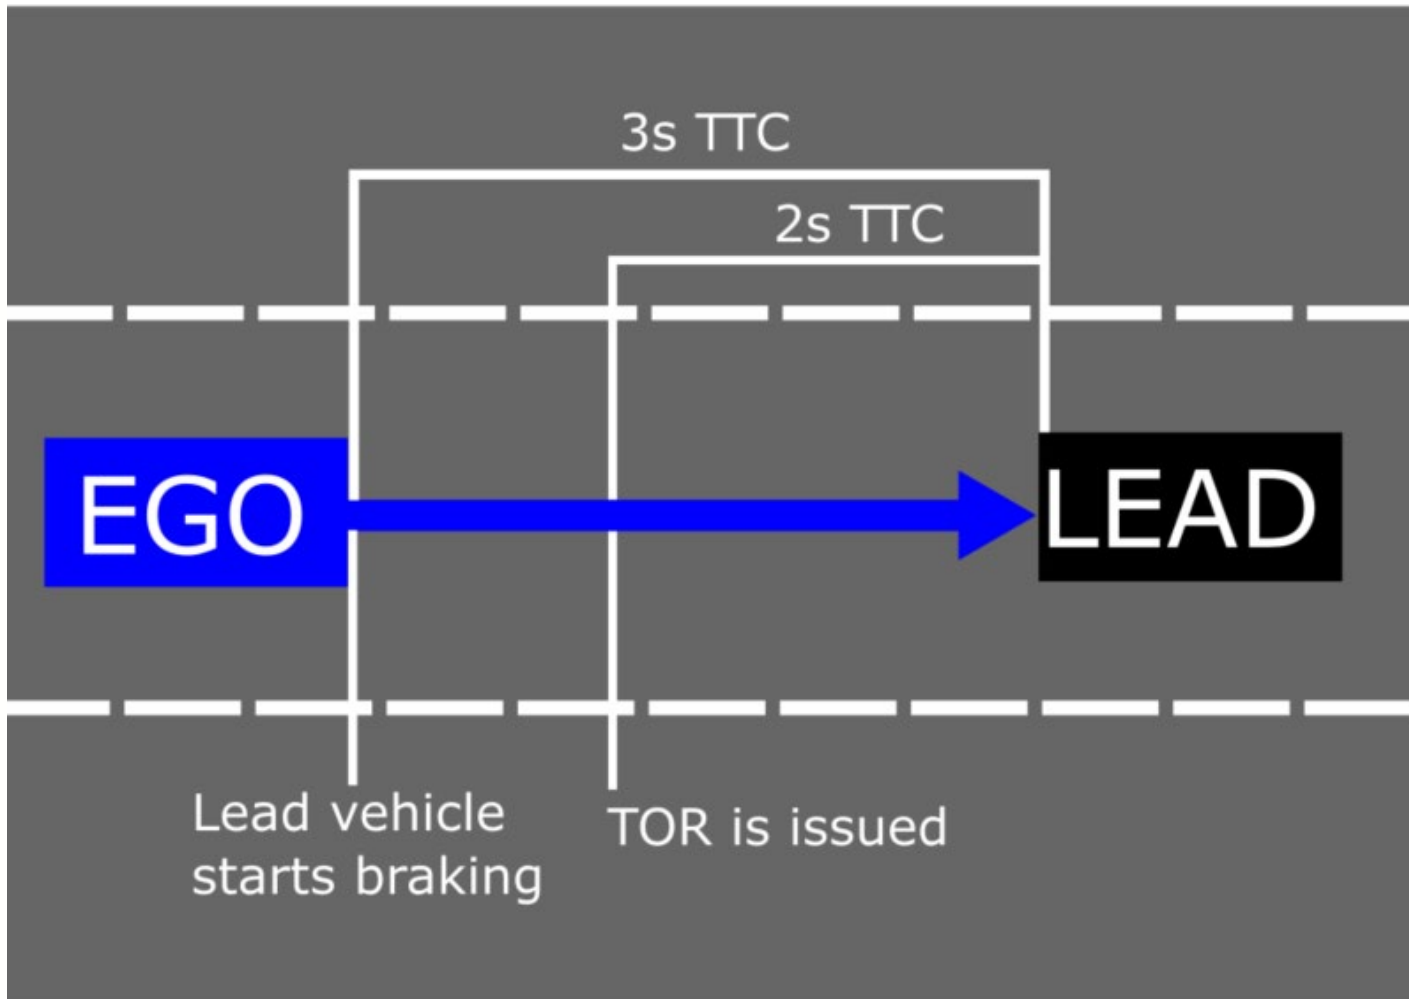 3s TTC
2s TTC
EGO
LEAD
Lead vehicle
starts braking
TOR is issued